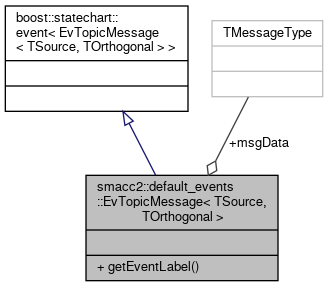 boost::statechart::
event< EvTopicMessage
< TSource, TOrthogonal > >
TMessageType
+msgData
smacc2::default_events
::EvTopicMessage< TSource,
TOrthogonal >
+ getEventLabel()